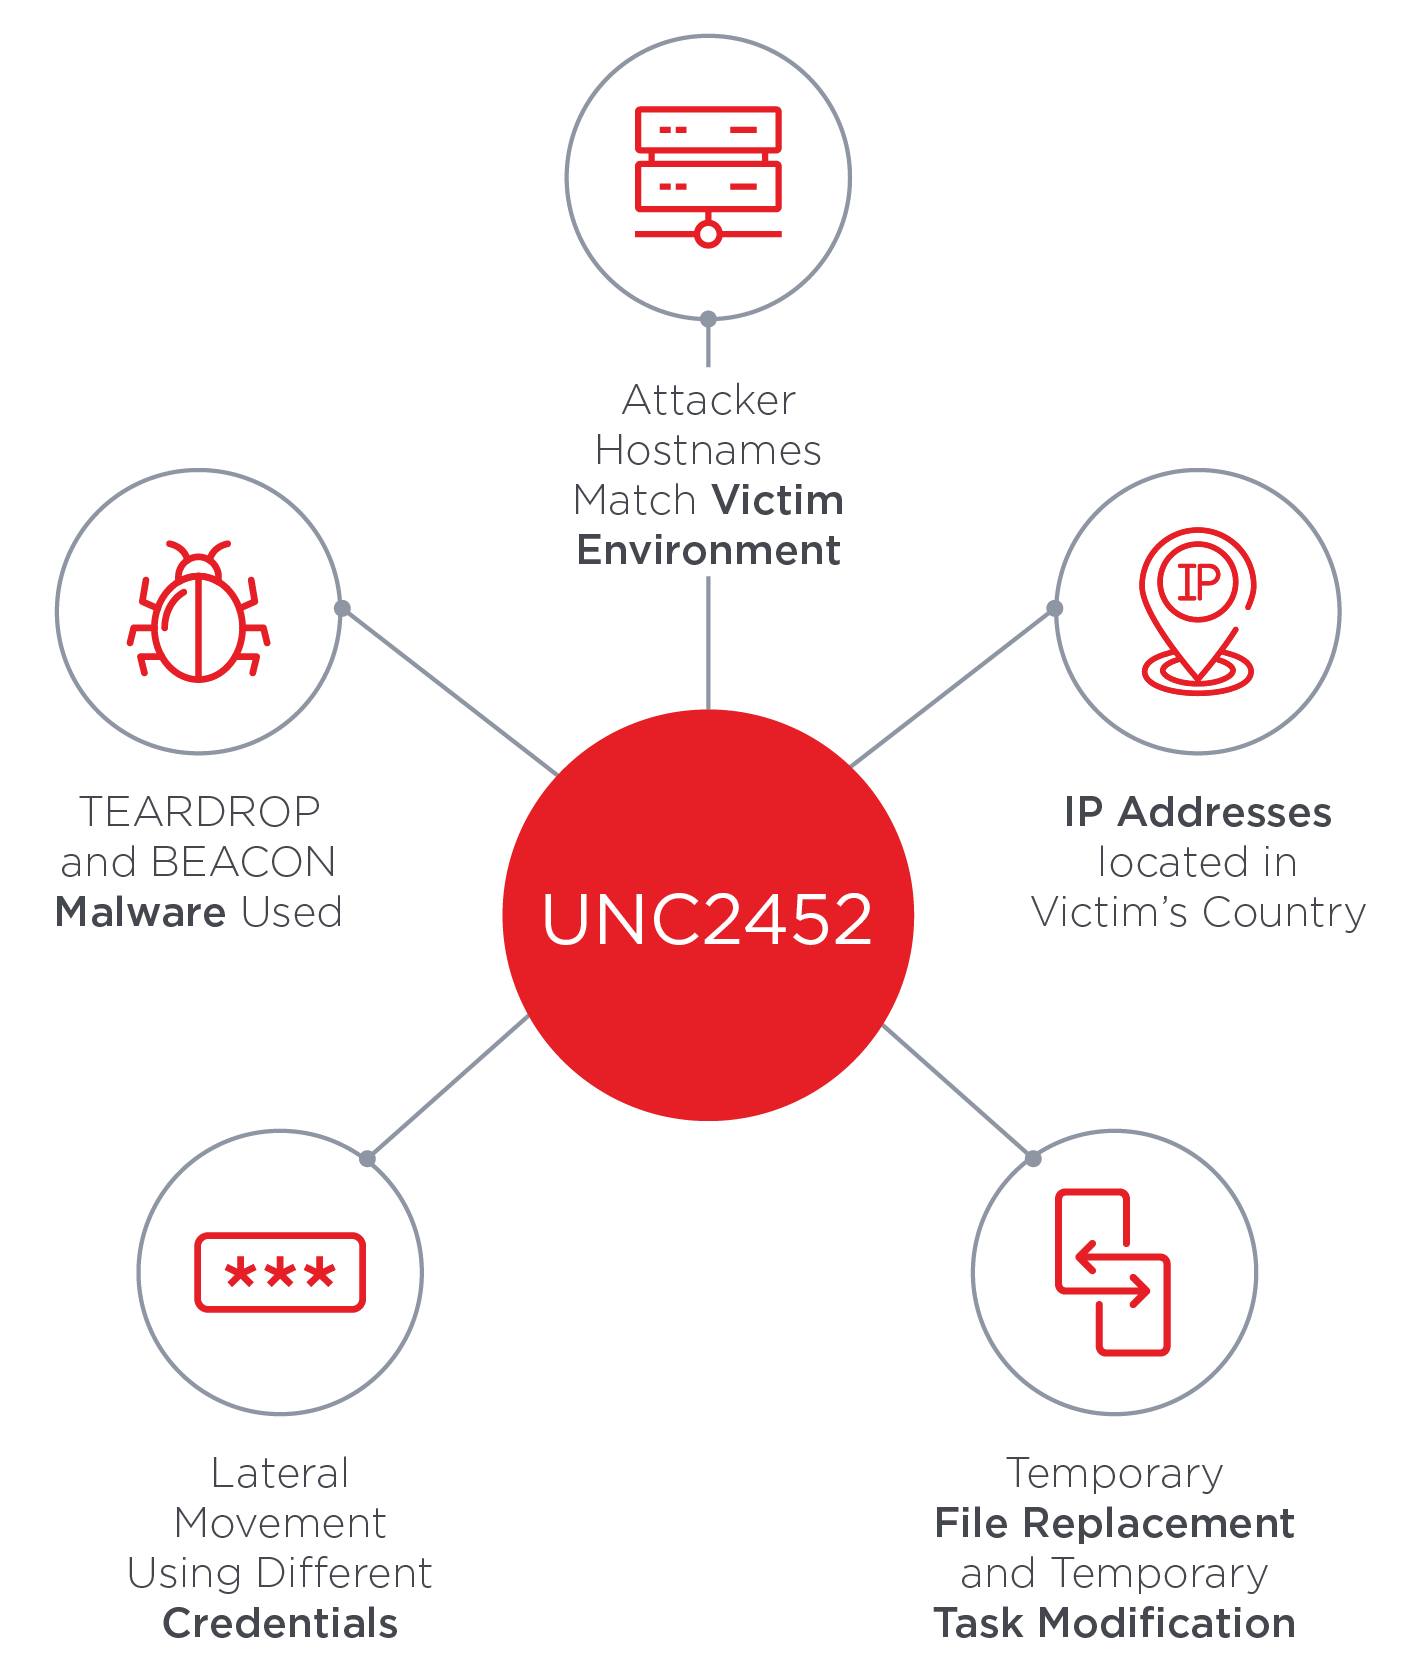 Attacker
Hostnames
Match Victim
Environment
IP
TEARDROP
and BEACON
Malware Used
IP Addresses
located in
Victim's Country
UNC2452
***
Lateral
Movement
Using Different
Credentials
Temporary
File Replacement
and Temporary
Task Modification